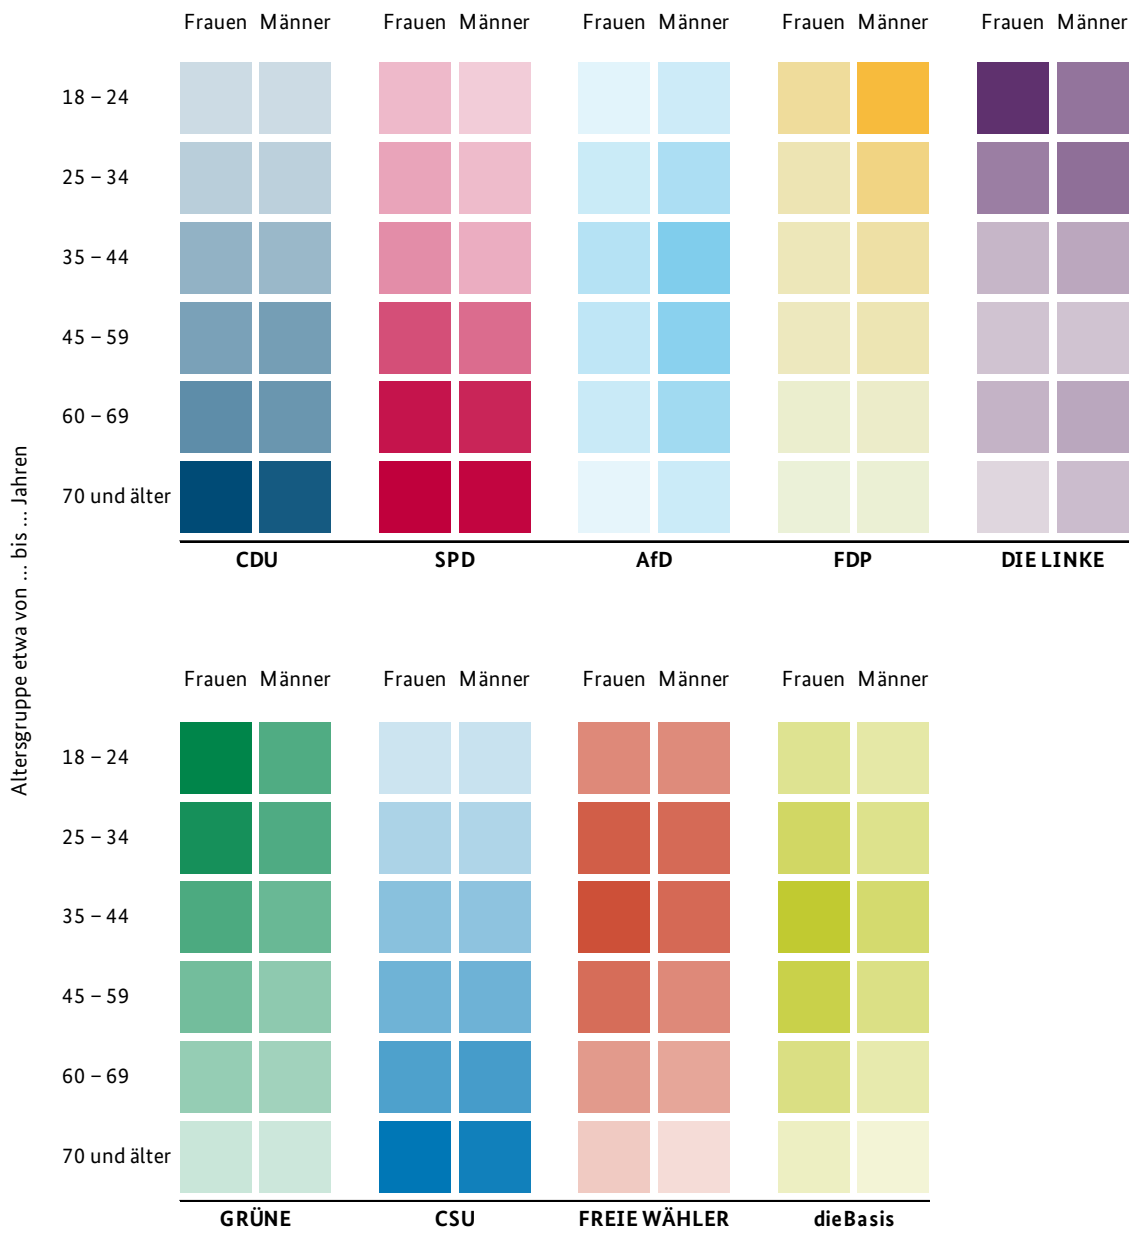 Frauen Männer Frauen Männer Frauen Männer Frauen Männer Frauen Männer
18 – 24
25 – 34
35 – 44
45 – 59
60 – 69
70 und älter
CDU SPD AfD FDP DIE LINKE
Altersgruppe etwa von ... bis ... Jahren
Frauen Männer Frauen Männer Frauen Männer Frauen Männer
18 – 24
25 – 34
35 – 44
45 – 59
60 – 69
70 und älter
GRÜNE CSU FREIE WÄHLER dieBasis